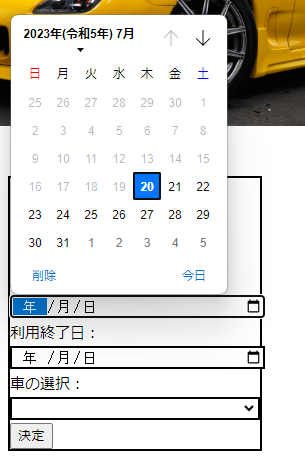 2023年(令和5年) 7月
日 月 火 水 木 金 土
25 26 27 28 29 30 1
2 3 4 5 6 7 8
9 10 11 12 13 14 15
16 17 18 19 20 21 22
23 24 25 26 27 28 29
30 31 1 2 3 4 5
削除 今日
年 /月/日
利用終了日：
年 /月/日
車の選択：
決定